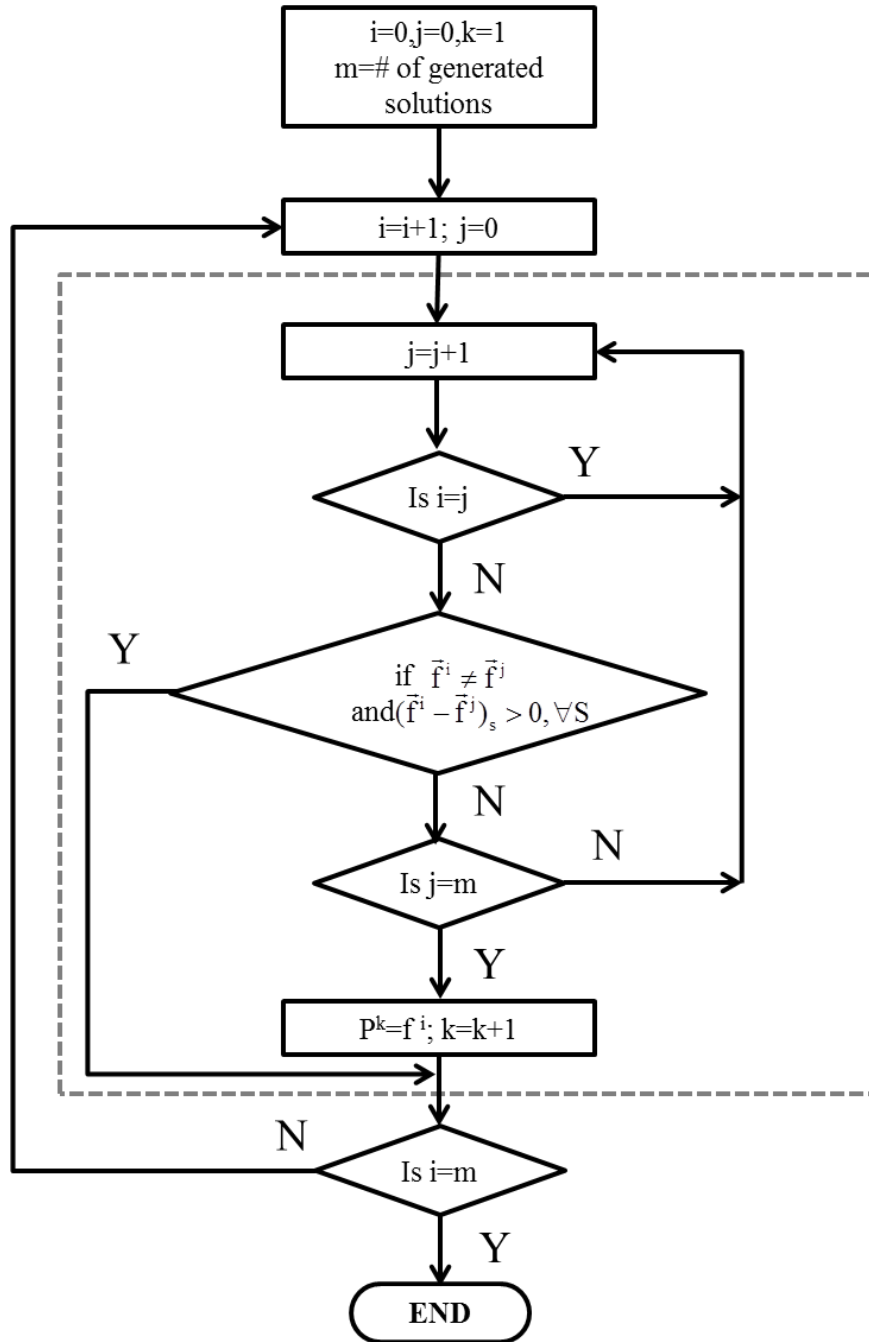 i=0,j=0,k=1
m=# of generated
solutions
i=i+1; j=0
j=j+1
Is i=j
Y
N
if f⃗ⁱ ≠ f⃗ʲ
and(f⃗ⁱ − f⃗ʲ)ₛ > 0, ∀S
Y
N
Is j=m
N
Y
Pᵏ=f ⁱ; k=k+1
Is i=m
N
Y
END